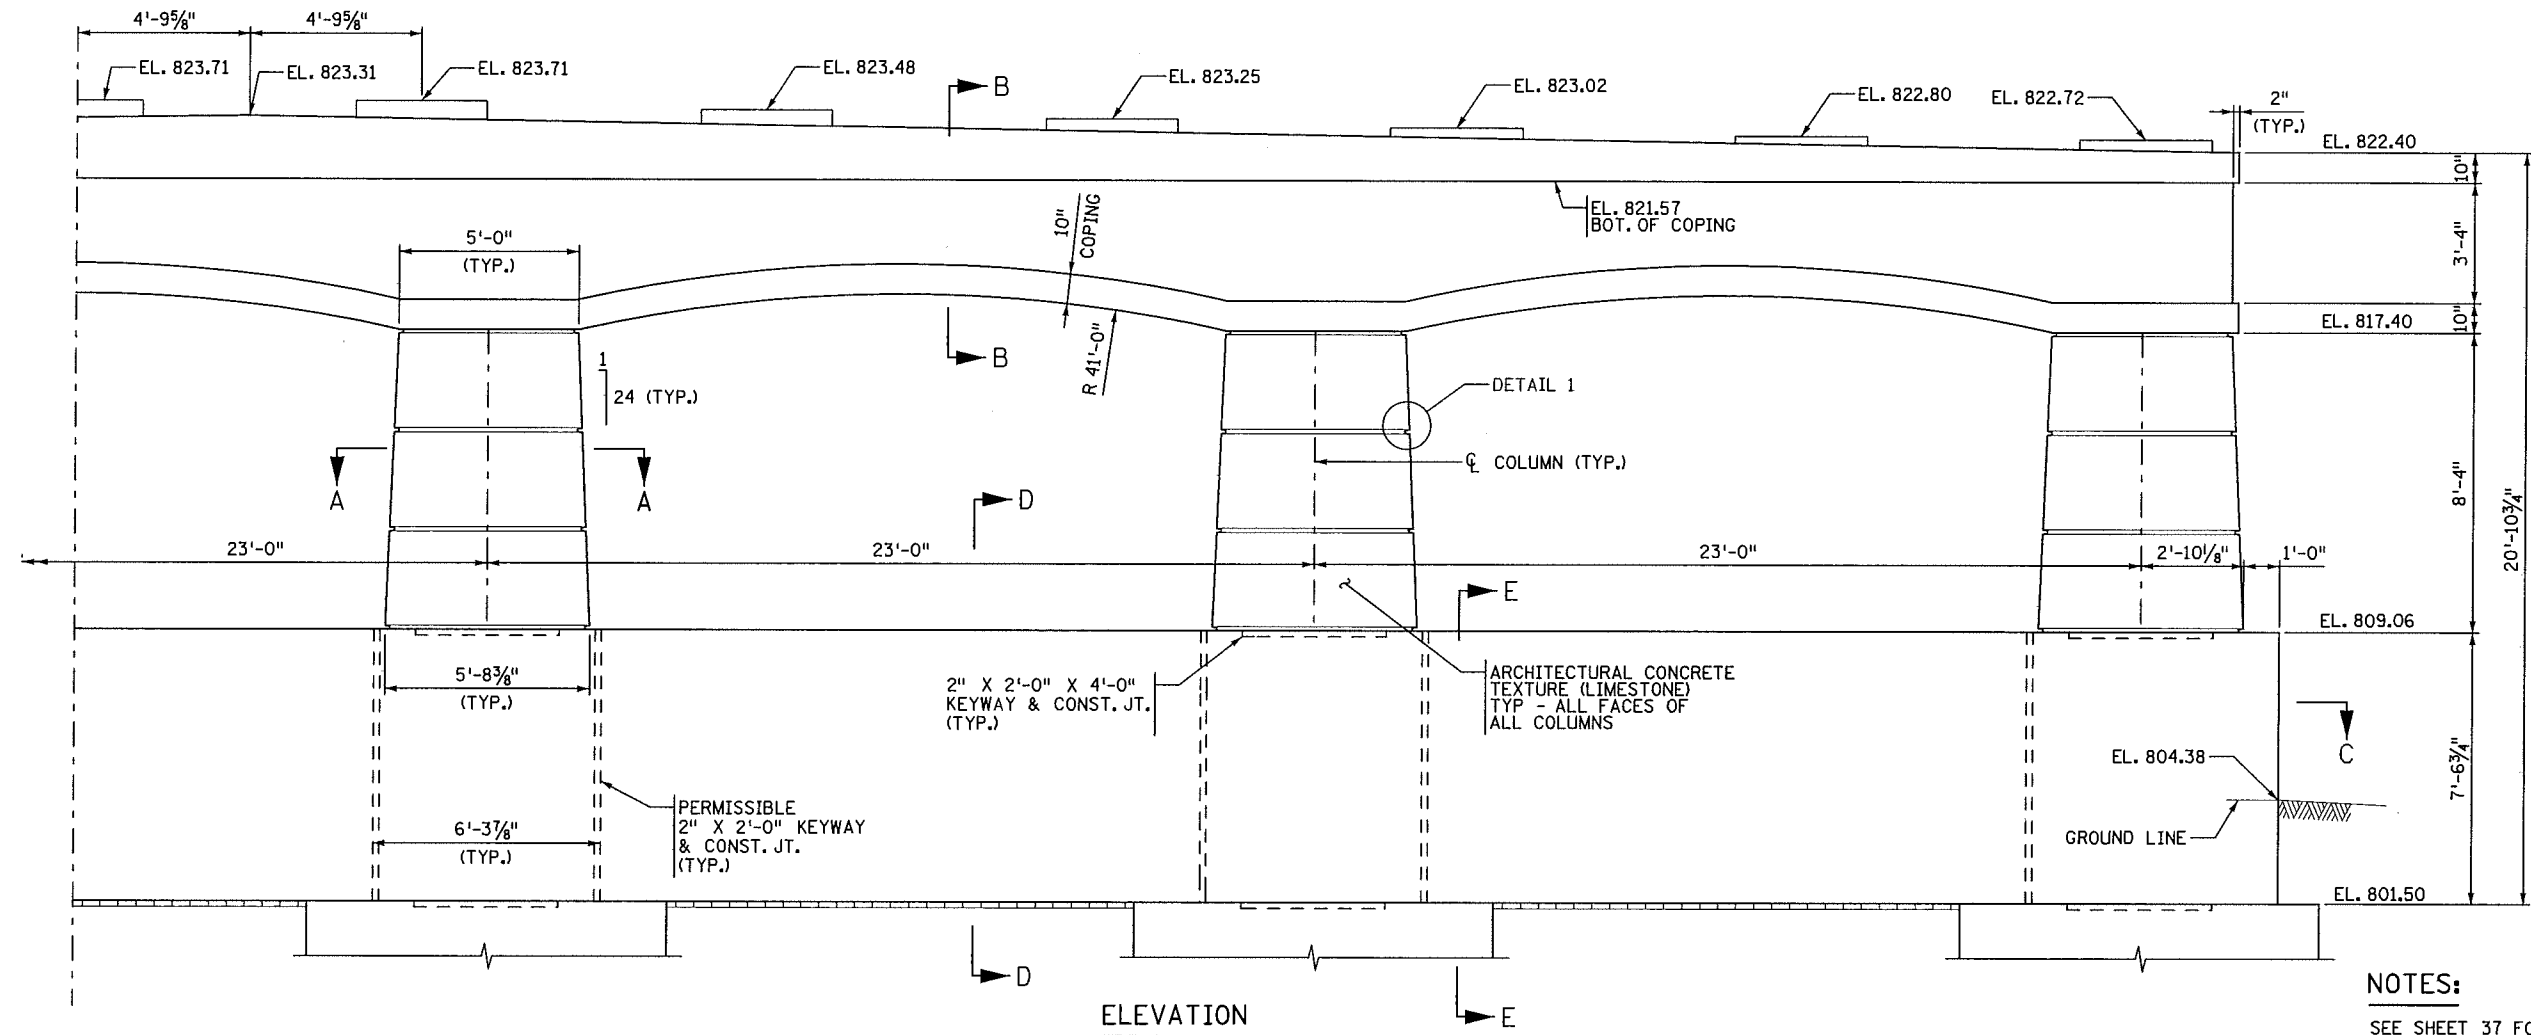 4'-9⅝"
4'-9⅝"
EL. 823.71
EL. 823.31
EL. 823.71
EL. 823.48
B
EL. 823.25
EL. 823.02
EL. 822.80
EL. 822.72
2"
(TYP.)
EL. 822.40
10"
EL. 821.57
BOT. OF COPING
10"
COPING
3'-4"
5'-0"
(TYP.)
10"
EL. 817.40
B
R 41'-0"
1
24 (TYP.)
DETAIL 1
℄ COLUMN (TYP.)
A
A
D
8'-4"
20'-10¾"
23'-0"
23'-0"
23'-0"
2'-10⅛"
1'-0"
E
EL. 809.06
5'-8⅜"
(TYP.)
2" X 2'-0" X 4'-0"
KEYWAY & CONST. JT.
(TYP.)
ARCHITECTURAL CONCRETE
TEXTURE (LIMESTONE)
TYP - ALL FACES OF
ALL COLUMNS
C
EL. 804.38
7'-6¾"
PERMISSIBLE
2" X 2'-0" KEYWAY
& CONST. JT.
(TYP.)
6'-3⅞"
(TYP.)
GROUND LINE
EL. 801.50
D
E
ELEVATION
NOTES:
SEE SHEET 37 FO